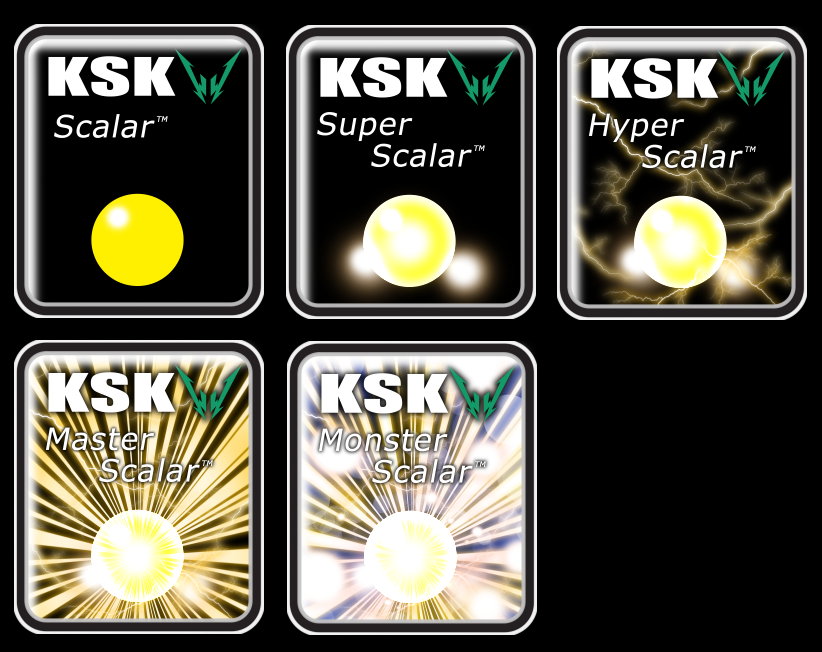 KSK
Scalar™
KSK
Super
Scalar™
KSK
Hyper
Scalar™
KSK
Master
Scalar™
KSK
Monster
Scalar™